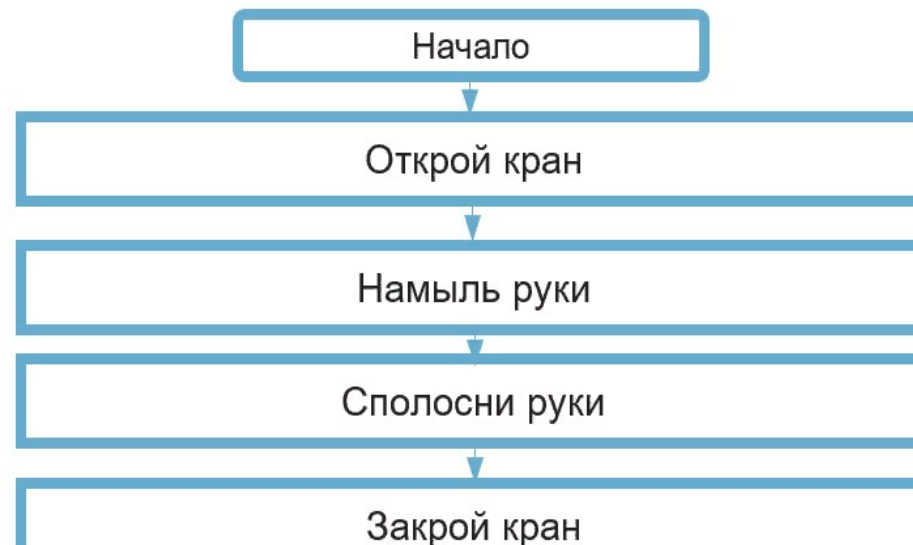 Начало
Открой кран
Намыль руки
Сполосни руки
Закрой кран